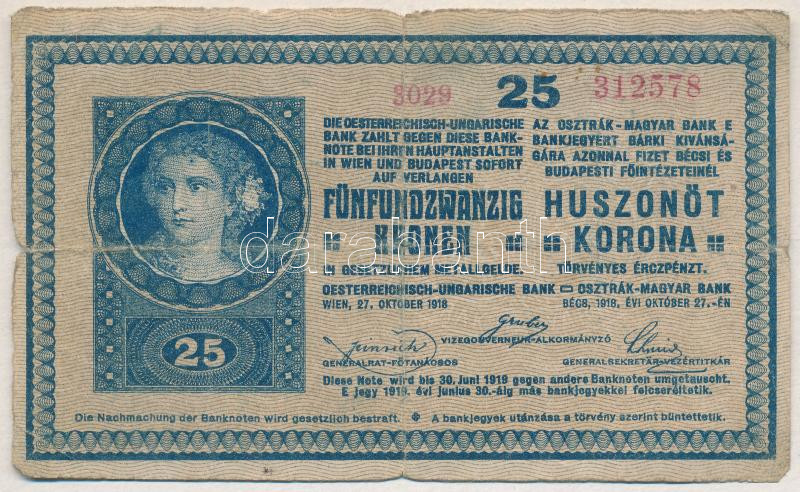 3029 25 312578
DIE OESTERREICHISCH-UNGARISCHE
BANK ZAHLT GEGEN DIESE BANK-
NOTE BEI IHREN HAUPTANSTALTEN
IN WIEN UND BUDAPEST SOFORT
AUF VERLANGEN
FÜNFUNDZWANZIG
KRONEN
IN GESETZLICHEM METALLGELDE.
AZ OSZTRÁK-MAGYAR BANK E
BANKJEGYÉRT BÁRKI KIVÁNSÁ-
GÁRA AZONNAL FIZET BÉCSI ÉS
BUDAPESTI FŐINTÉZETEINÉL
HUSZONÖT
KORONA
TÖRVÉNYES ÉRCZPÉNZT.
OESTERREICHISCH-UNGARISCHE BANK OSZTRÁK-MAGYAR BANK
WIEN, 27. OKTOBER 1918
BÉCS, 1918. ÉVI OKTÓBER 27.-ÉN
Gruber
VIZEGOUVERNEUR-ALKORMÁNYZÓ
GENERALRAT-FŐTANÁCSOS
GENERALSEKRETÄR-VEZÉRTITKÁR
25
Diese Note wird bis 30. Juni 1919 gegen andere Banknoten umgetauscht.
E jegy 1919. évi junius 30.-áig más bankjegyekkel felcseréltetik.
Die Nachmachung der Banknoten wird gesetzlich bestraft. A bankjegyek utánzása a törvény szerint büntettetik.
darabanth